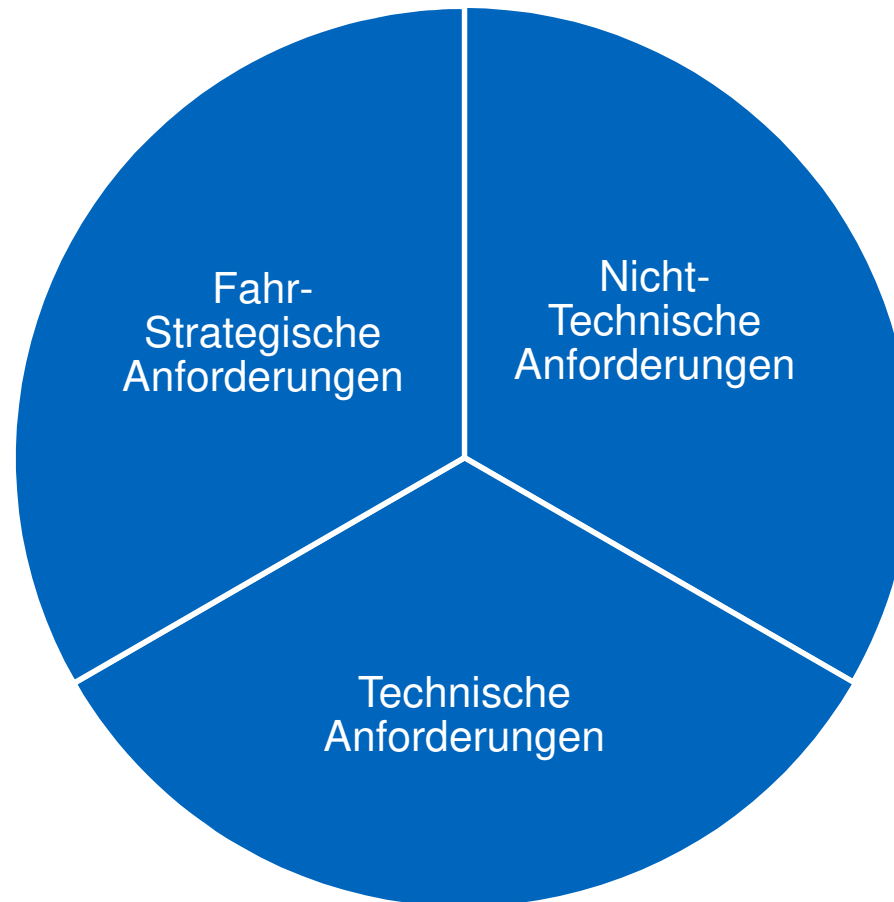 Fahr-
Strategische
Anforderungen
Nicht-
Technische
Anforderungen
Technische
Anforderungen